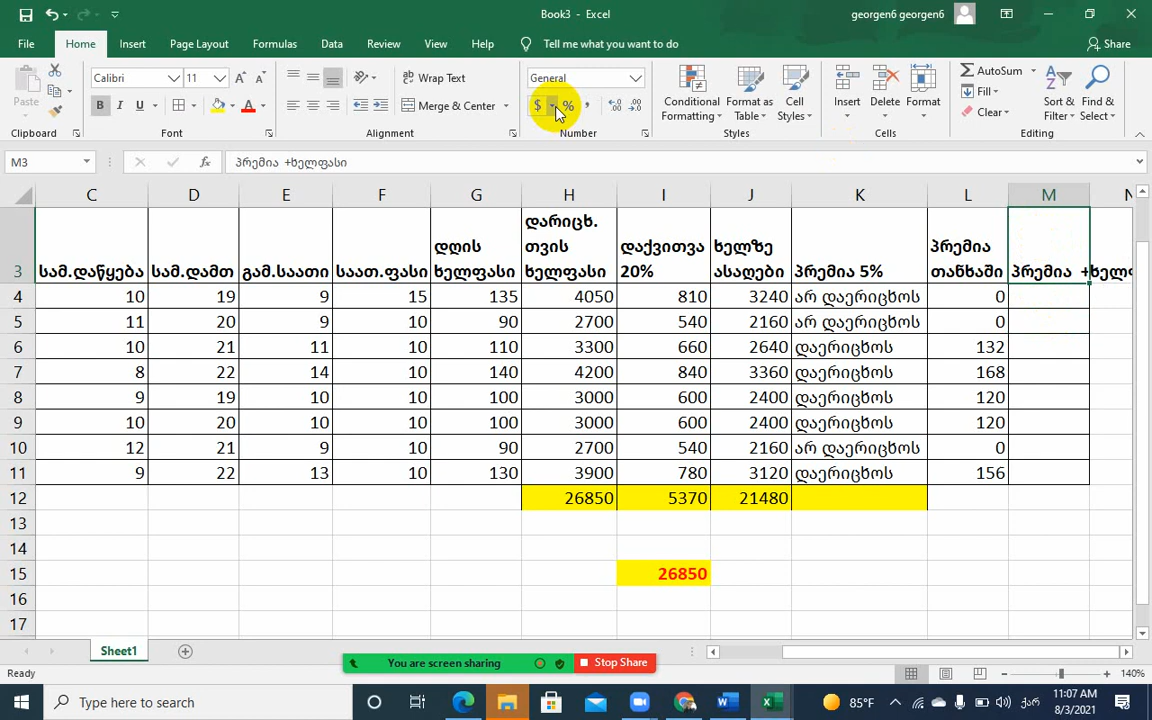 Book3 - Excel
georgen6 georgen6
File Home Insert Page Layout Formulas Data Review View Help Tell me what you want to do Share
Paste
Calibri 11
Wrap Text
General
Merge & Center
B I U
$ %
Conditional Formatting
Format as Table
Cell Styles
Insert
Delete
Format
AutoSum
Fill
Clear
Sort & Filter
Find & Select
Clipboard Font Alignment Number Styles Cells Editing
M3 fx პრემია +ხელფასი
C D E F G H I J K L M N
3 სამ.დაწყება სამ.დამთ გამ.საათი საათ.ფასი დღის ხელფასი დარიცხ. თვის ხელფასი დაქვითვა 20% ხელზე ასაღები პრემია 5% პრემია თანხაში პრემია +ხელფ
4 10 19 9 15 135 4050 810 3240 არ დაერიცხოს 0
5 11 20 9 10 90 2700 540 2160 არ დაერიცხოს 0
6 10 21 11 10 110 3300 660 2640 დაერიცხოს 132
7 8 22 14 10 140 4200 840 3360 დაერიცხოს 168
8 9 19 10 10 100 3000 600 2400 დაერიცხოს 120
9 10 20 10 10 100 3000 600 2400 დაერიცხოს 120
10 12 21 9 10 90 2700 540 2160 არ დაერიცხოს 0
11 9 22 13 10 130 3900 780 3120 დაერიცხოს 156
12 26850 5370 21480
13
14
15 26850
16
17
Sheet1
You are screen sharing Stop Share
Ready
140%
Type here to search
85°F
ქარ
11:07 AM
8/3/2021